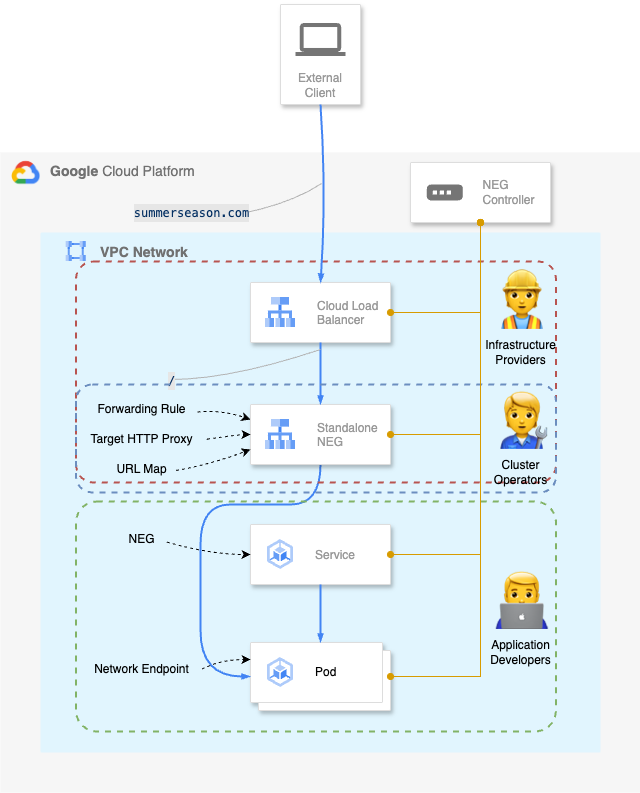 External
Client
Google Cloud Platform
NEG
Controller
summerseason.com
VPC Network
Cloud Load
Balancer
Infrastructure
Providers
/
Forwarding Rule
Target HTTP Proxy
URL Map
Standalone
NEG
Cluster
Operators
NEG
Service
Application
Developers
Network Endpoint
Pod